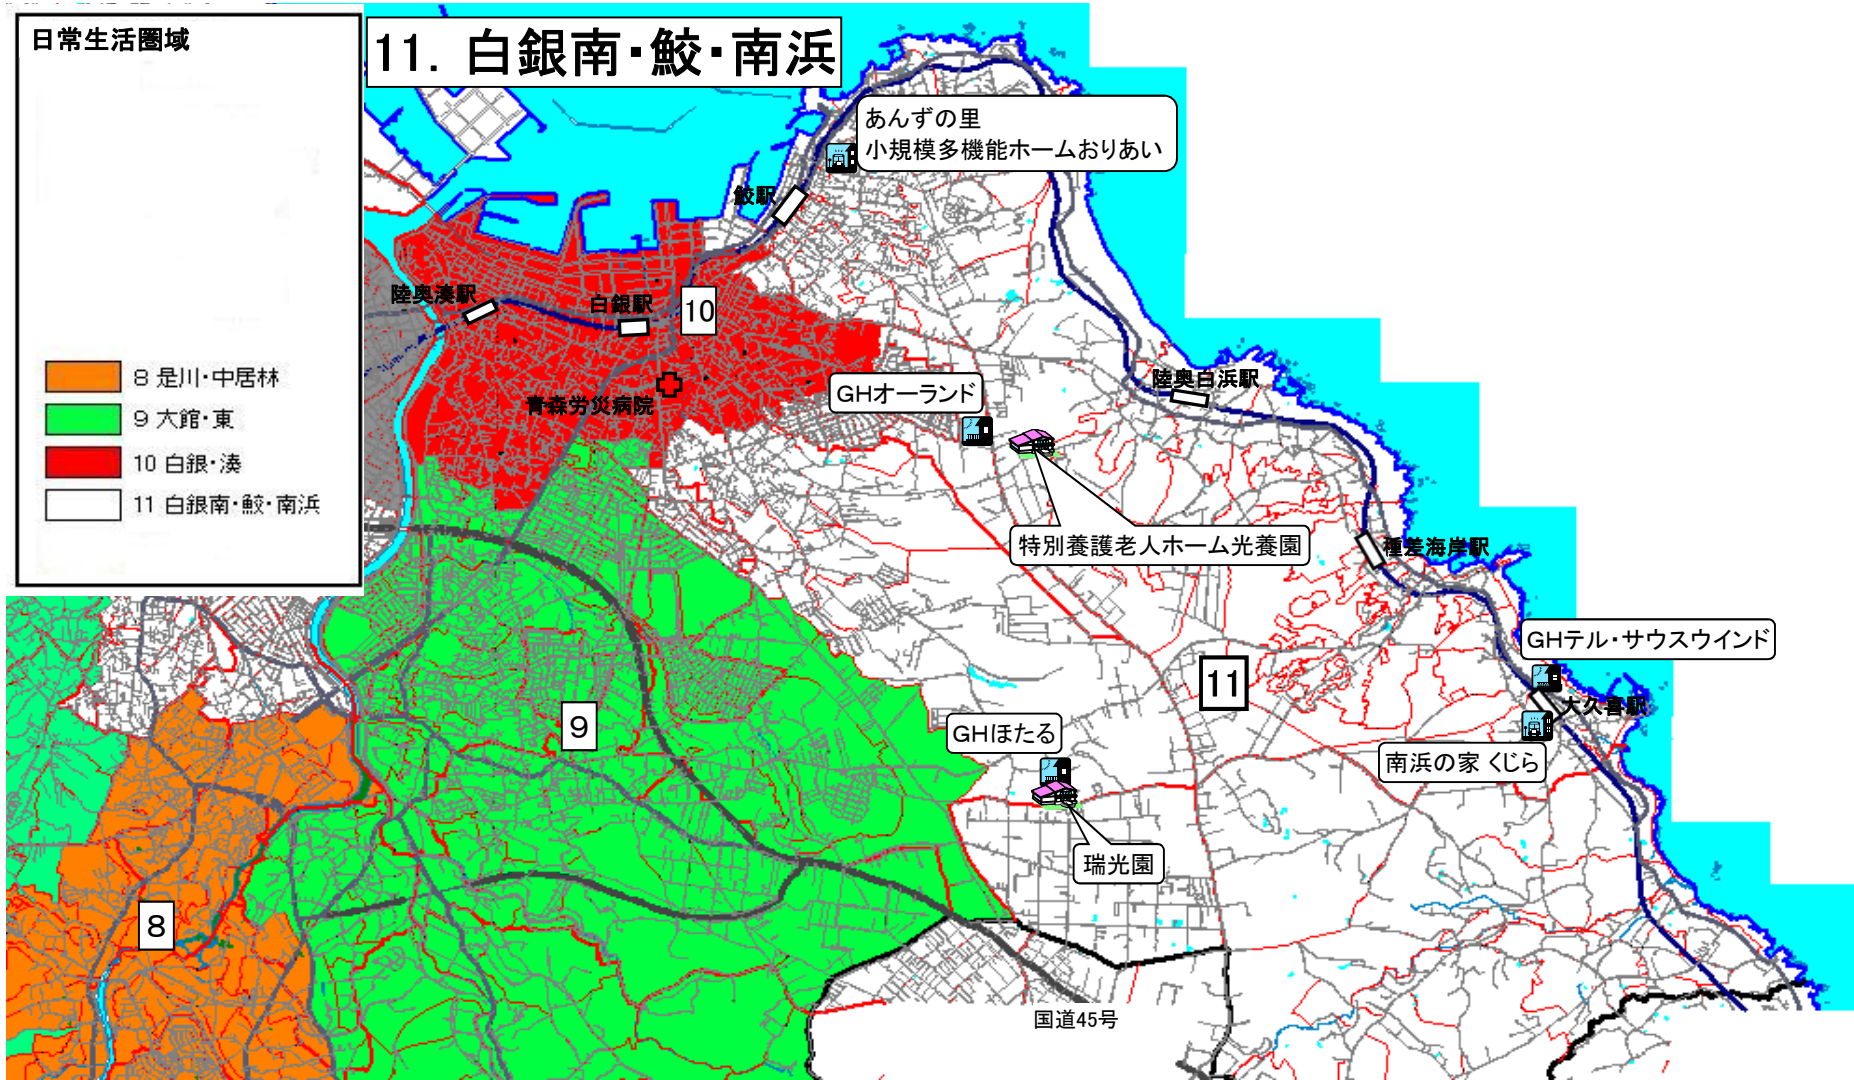 日常生活圏域
11. 白銀南・鮫・南浜
あんずの里
小規模多機能ホームおりあい
鮫駅
陸奥湊駅
白銀駅
10
8 是川・中居林
9 大館・東
10 白銀・湊
11 白銀南・鮫・南浜
青森労災病院
GHオーランド
陸奥白浜駅
特別養護老人ホーム光養園
種差海岸駅
GHテル・サウスウインド
11
大久喜駅
9
GHほたる
南浜の家 くじら
瑞光園
8
国道45号